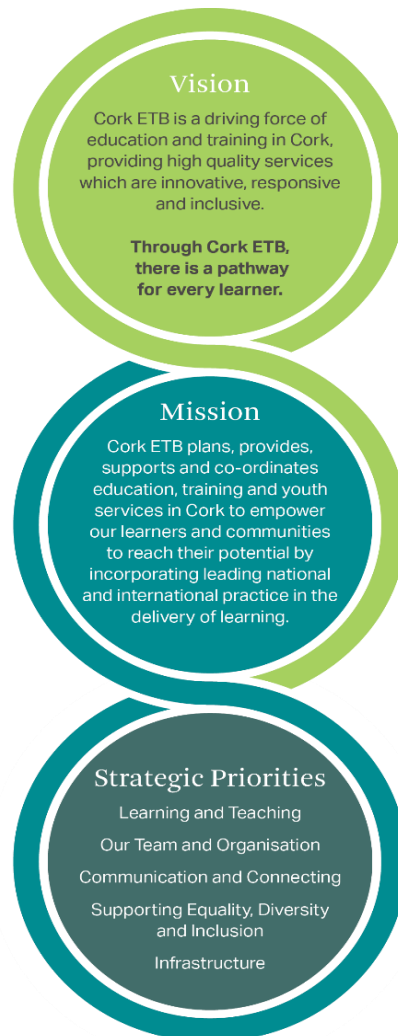 Vision
Cork ETB is a driving force of
education and training in Cork,
providing high quality services
which are innovative, responsive
and inclusive.
Through Cork ETB,
there is a pathway
for every learner.
Mission
Cork ETB plans, provides,
supports and co-ordinates
education, training and youth
services in Cork to empower
our learners and communities
to reach their potential by
incorporating leading national
and international practice in the
delivery of learning.
Strategic Priorities
Learning and Teaching
Our Team and Organisation
Communication and Connecting
Supporting Equality, Diversity
and Inclusion
Infrastructure